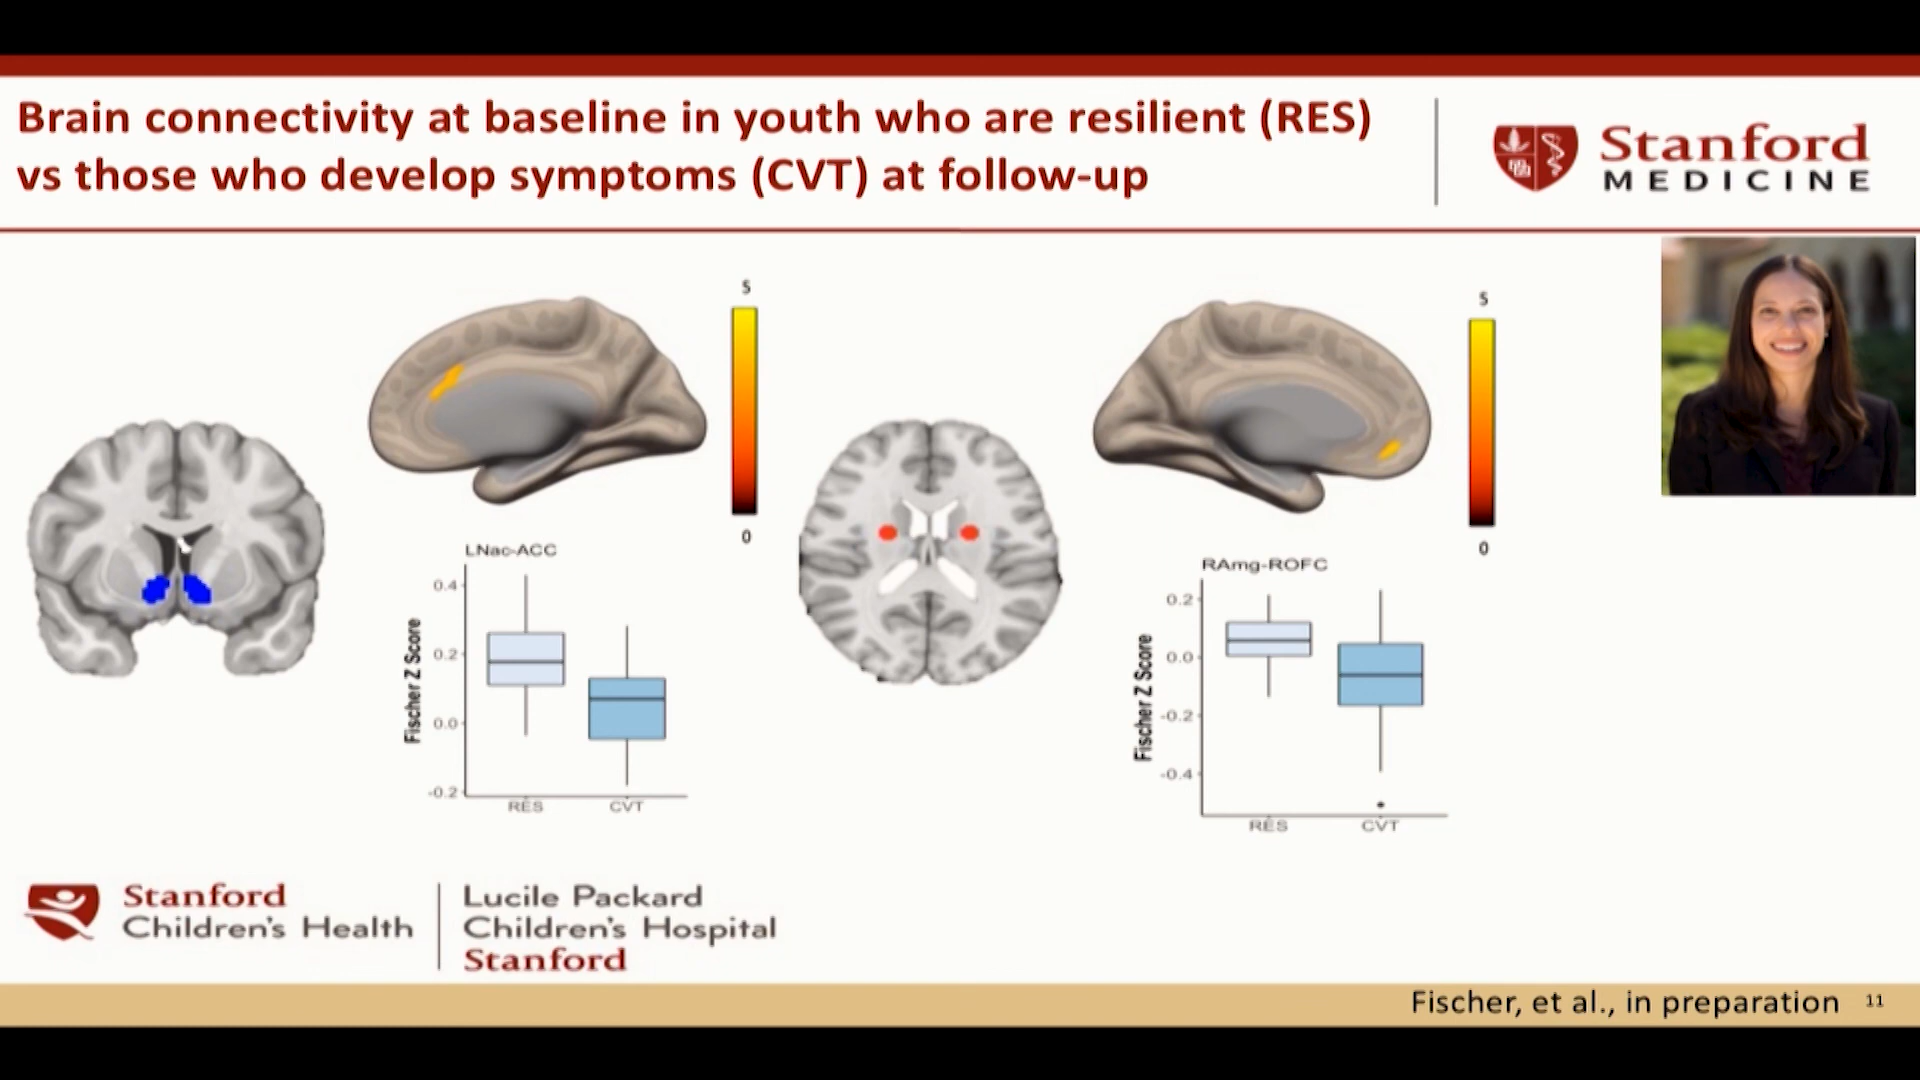 Brain connectivity at baseline in youth who are resilient (RES)
vs those who develop symptoms (CVT) at follow-up
Stanford
MEDICINE
5
0
LNac-ACC
Fischer Z Score
0.4
0.2
0.0
-0.2
RES
CVT
5
0
RAmg-ROFC
Fischer Z Score
0.2
0.0
-0.2
-0.4
RES
CVT
Stanford
Children's Health
Lucile Packard
Children's Hospital
Stanford
Fischer, et al., in preparation
11